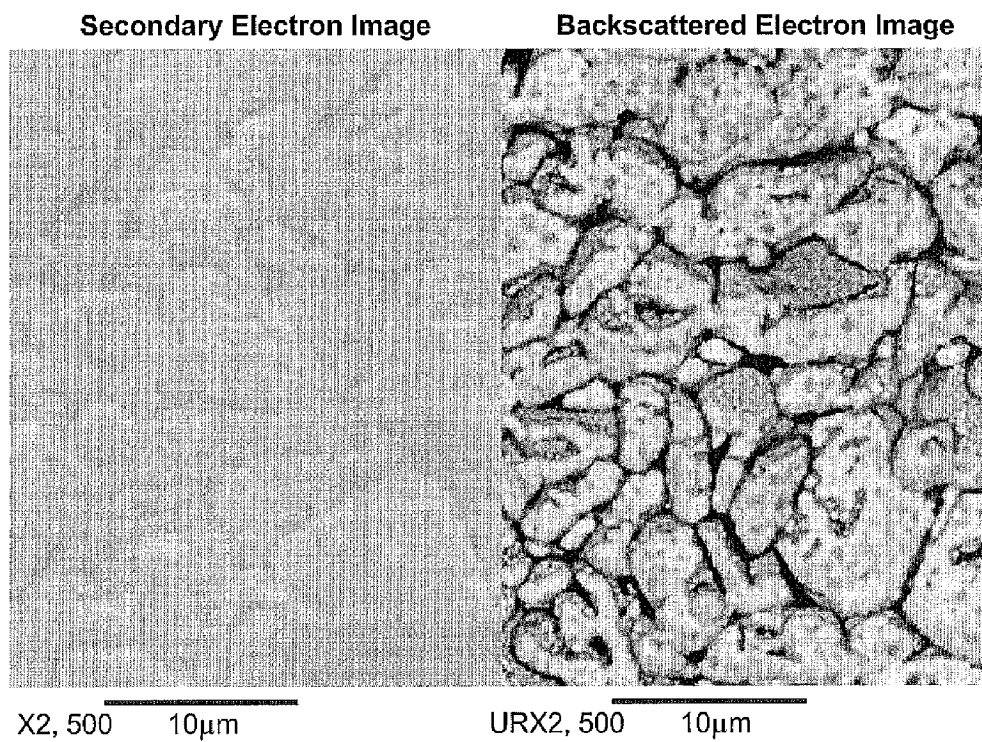 Secondary Electron Image
Backscattered Electron Image
X2, 500 10μm
URX2, 500 10μm